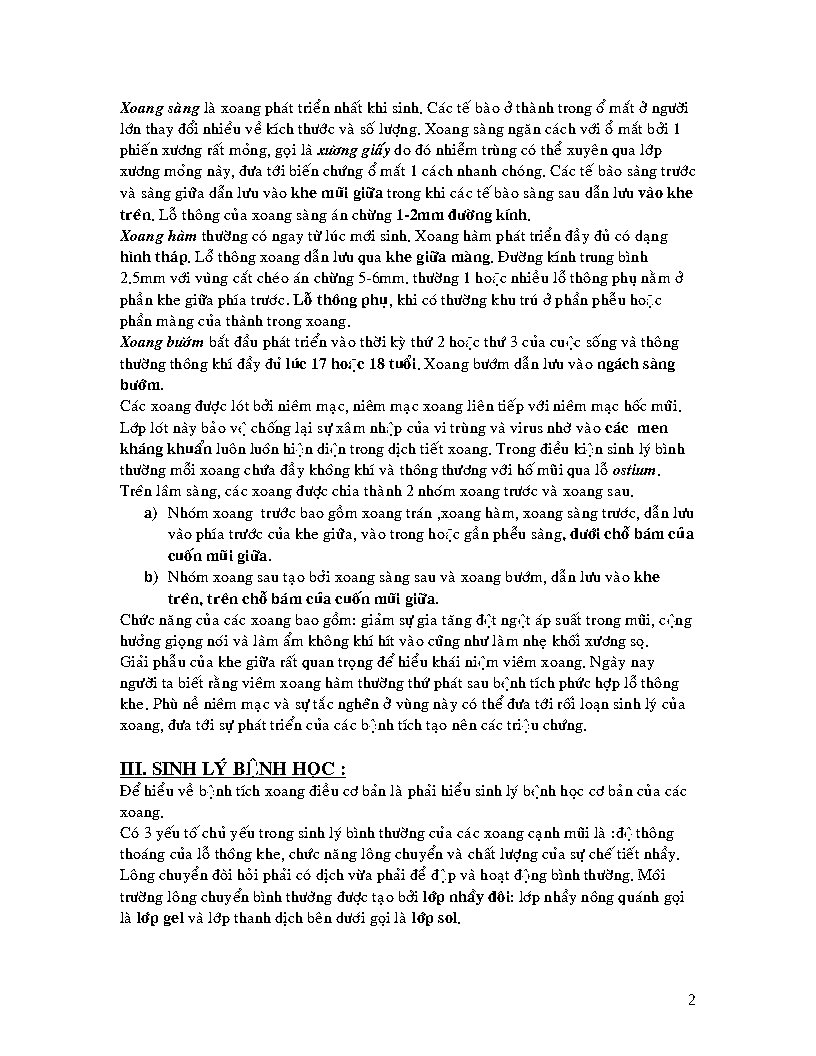 Xoang sàng là xoang phát triển nhất khi sinh. Các tế bào ở thành trong ổ mắt ở người
lớn thay đổi nhiều về kích thước và số lượng. Xoang sàng ngăn cách với ổ mắt bởi 1
phiến xương rất mỏng, gọi là xương giấy do đó nhiễm trùng có thể xuyên qua lớp
xương mỏng này, đưa tới biến chứng ổ mắt 1 cách nhanh chóng. Các tế bào sàng trước
và sàng giữa dẫn lưu vào khe mũi giữa trong khi các tế bào sàng sau dẫn lưu vào khe
trên. Lỗ thông của xoang sàng án chừng 1-2mm đường kính.
Xoang hàm thường có ngay từ lúc mới sinh. Xoang hàm phát triển đầy đủ có dạng
hình tháp. Lỗ thông xoang dẫn lưu qua khe giữa màng. Đường kính trung bình
2.5mm với vùng cắt chéo án chừng 5-6mm. thường 1 hoặc nhiều lỗ thông phụ nằm ở
phần khe giữa phía trước. Lỗ thông phụ, khi có thường khu trú ở phần phễu hoặc
phần màng của thành trong xoang.
Xoang bướm bắt đầu phát triển vào thời kỳ thứ 2 hoặc thứ 3 của cuộc sống và thông
thường thông khí đầy đủ lúc 17 hoặc 18 tuổi. Xoang bướm dẫn lưu vào ngách sàng
bướm.
Các xoang được lót bởi niêm mạc, niêm mạc xoang liên tiếp với niêm mạc hốc mũi.
Lớp lót này bảo vệ chống lại sự xâm nhập của vi trùng và virus nhờ vào các  men
kháng khuẩn luôn luôn hiện diện trong dịch tiết xoang. Trong điều kiện sinh lý bình
thường mỗi xoang chứa đầy không khí và thông thương với hố mũi qua lỗ ostium.
Trên lâm sàng, các xoang được chia thành 2 nhóm xoang trước và xoang sau.
a) Nhóm xoang  trước bao gồm xoang trán ,xoang hàm, xoang sàng trước, dẫn lưu
vào phía trước của khe giữa, vào trong hoặc gần phễu sàng, dưới chỗ bám của
cuốn mũi giữa.
b) Nhóm xoang sau tạo bởi xoang sàng sau và xoang bướm, dẫn lưu vào khe
trên, trên chỗ bám của cuốn mũi giữa.
Chức năng của các xoang bao gồm: giảm sự gia tăng đột ngột áp suất trong mũi, cộng
hưởng giọng nói và làm ẩm không khí hít vào cũng như làm nhẹ khối xương sọ.
Giải phẫu của khe giữa rất quan trọng để hiểu khái niệm viêm xoang. Ngày nay
người ta biết rằng viêm xoang hàm thường thứ phát sau bệnh tích phức hợp lỗ thông
khe. Phù nề niêm mạc và sự tắc nghẽn ở vùng này có thể đưa tới rối loạn sinh lý của
xoang, đưa tới sự phát triển của các bệnh tích tạo nên các triệu chứng.
III. SINH LÝ BỆNH HỌC :
Để hiểu về bệnh tích xoang điều cơ bản là phải hiểu sinh lý bệnh học cơ bản của các
xoang.
Có 3 yếu tố chủ yếu trong sinh lý bình thường của các xoang cạnh mũi là :độ thông
thoáng của lỗ thông khe, chức năng lông chuyển và chất lượng của sự chế tiết nhầy.
Lông chuyển đòi hỏi phải có dịch vừa phải để đập và hoạt động bình thường. Môi
trường lông chuyển bình thường được tạo bởi lớp nhầy đôi: lớp nhầy nông quánh gọi
là lớp gel và lớp thanh dịch bên dưới gọi là lớp sol.
2